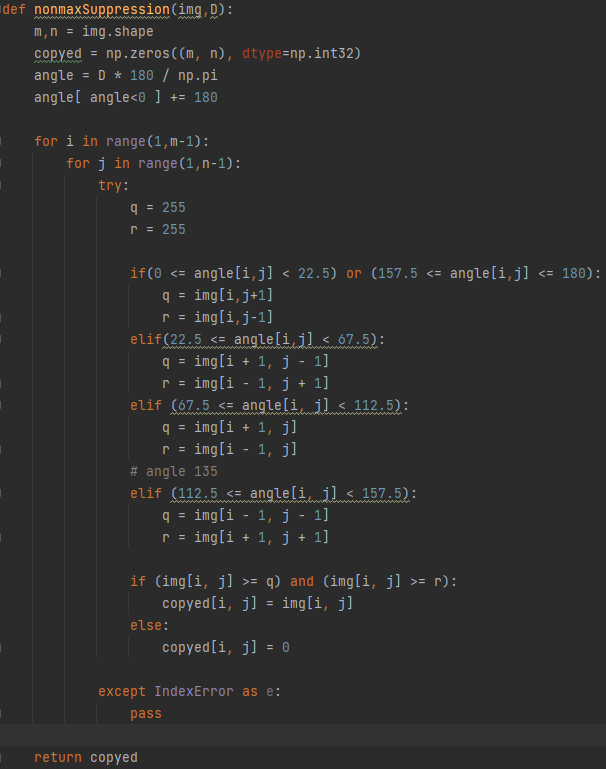 def nonmaxSuppression(img,D):
    m,n = img.shape
    copyed = np.zeros((m, n), dtype=np.int32)
    angle = D * 180 / np.pi
    angle[ angle<0 ] += 180

    for i in range(1,m-1):
        for j in range(1,n-1):
            try:
                q = 255
                r = 255

                if(0 <= angle[i,j] < 22.5) or (157.5 <= angle[i,j] <= 180):
                    q = img[i,j+1]
                    r = img[i,j-1]
                elif(22.5 <= angle[i,j] < 67.5):
                    q = img[i + 1, j - 1]
                    r = img[i - 1, j + 1]
                elif (67.5 <= angle[i, j] < 112.5):
                    q = img[i + 1, j]
                    r = img[i - 1, j]
                # angle 135
                elif (112.5 <= angle[i, j] < 157.5):
                    q = img[i - 1, j - 1]
                    r = img[i + 1, j + 1]

                if (img[i, j] >= q) and (img[i, j] >= r):
                    copyed[i, j] = img[i, j]
                else:
                    copyed[i, j] = 0

            except IndexError as e:
                pass

    return copyed